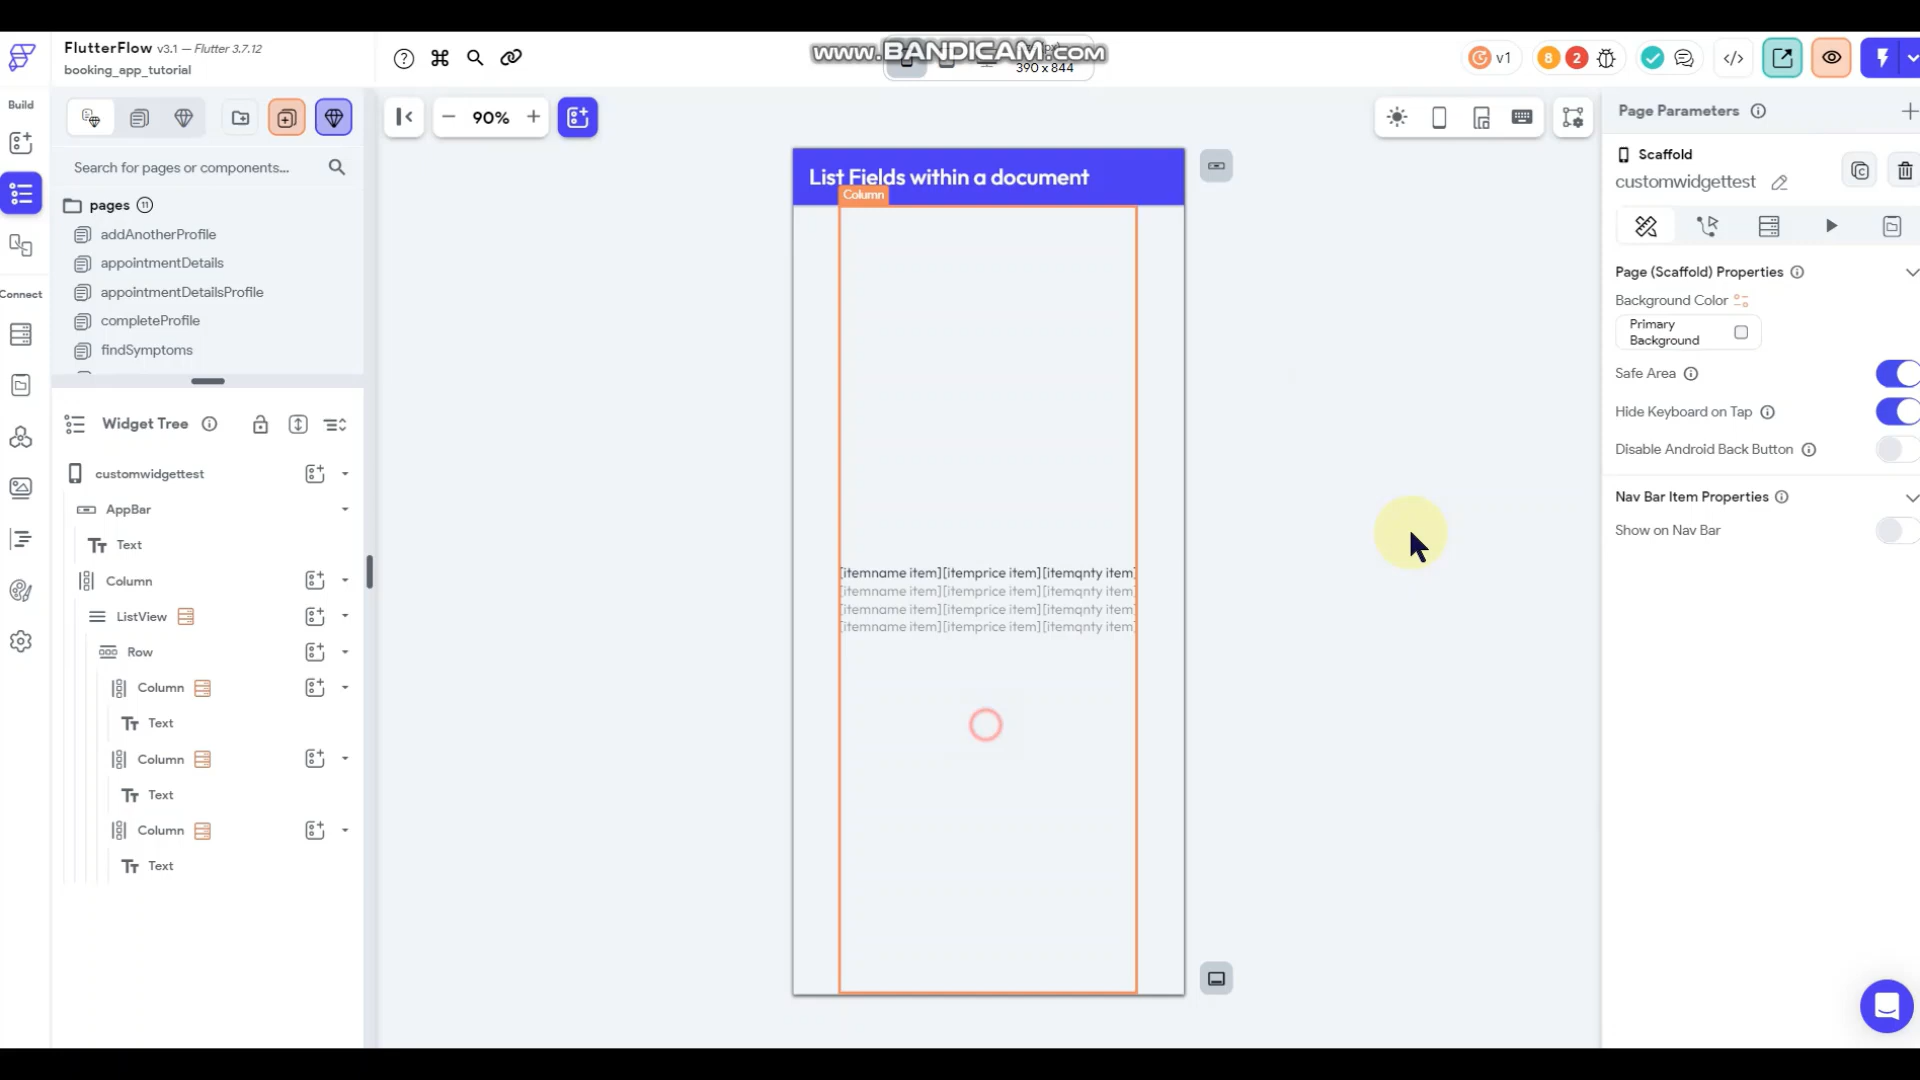 FlutterFlow v3.1 — Flutter 3.7.12
booking_app_tutorial
www.BANDICAM.com
390 x 844
v1
8
2
</>
Build
Connect
90%
Search for pages or components...
pages 11
addAnotherProfile
appointmentDetails
appointmentDetailsProfile
completeProfile
findSymptoms
Widget Tree
customwidgettest
AppBar
Text
Column
ListView
Row
Column
Text
Column
Text
Column
Text
List Fields within a document
Column
[itemname item][itemprice item][itemqnty item]
[itemname item][itemprice item][itemqnty item]
[itemname item][itemprice item][itemqnty item]
[itemname item][itemprice item][itemqnty item]
Page Parameters
Scaffold
customwidgettest
Page (Scaffold) Properties
Background Color
Primary
Background
Safe Area
Hide Keyboard on Tap
Disable Android Back Button
Nav Bar Item Properties
Show on Nav Bar